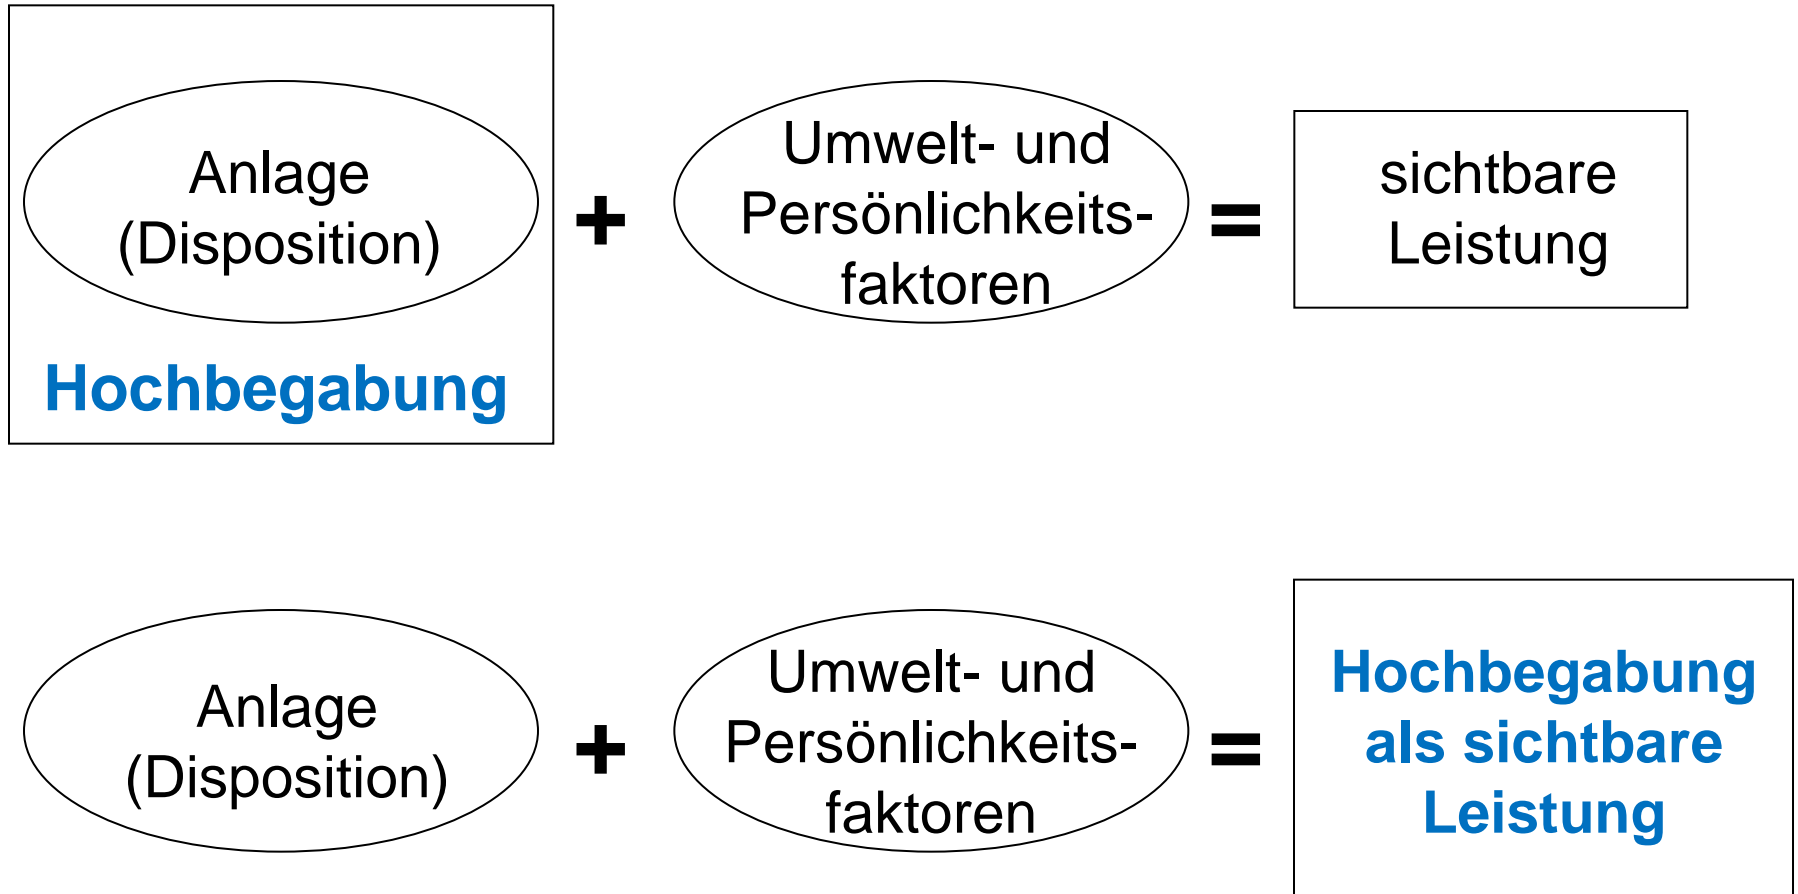 Anlage
(Disposition)
Hochbegabung
+
Umwelt- und
Persönlichkeits-
faktoren
=
sichtbare
Leistung
Anlage
(Disposition)
+
Umwelt- und
Persönlichkeits-
faktoren
=
Hochbegabung
als sichtbare
Leistung